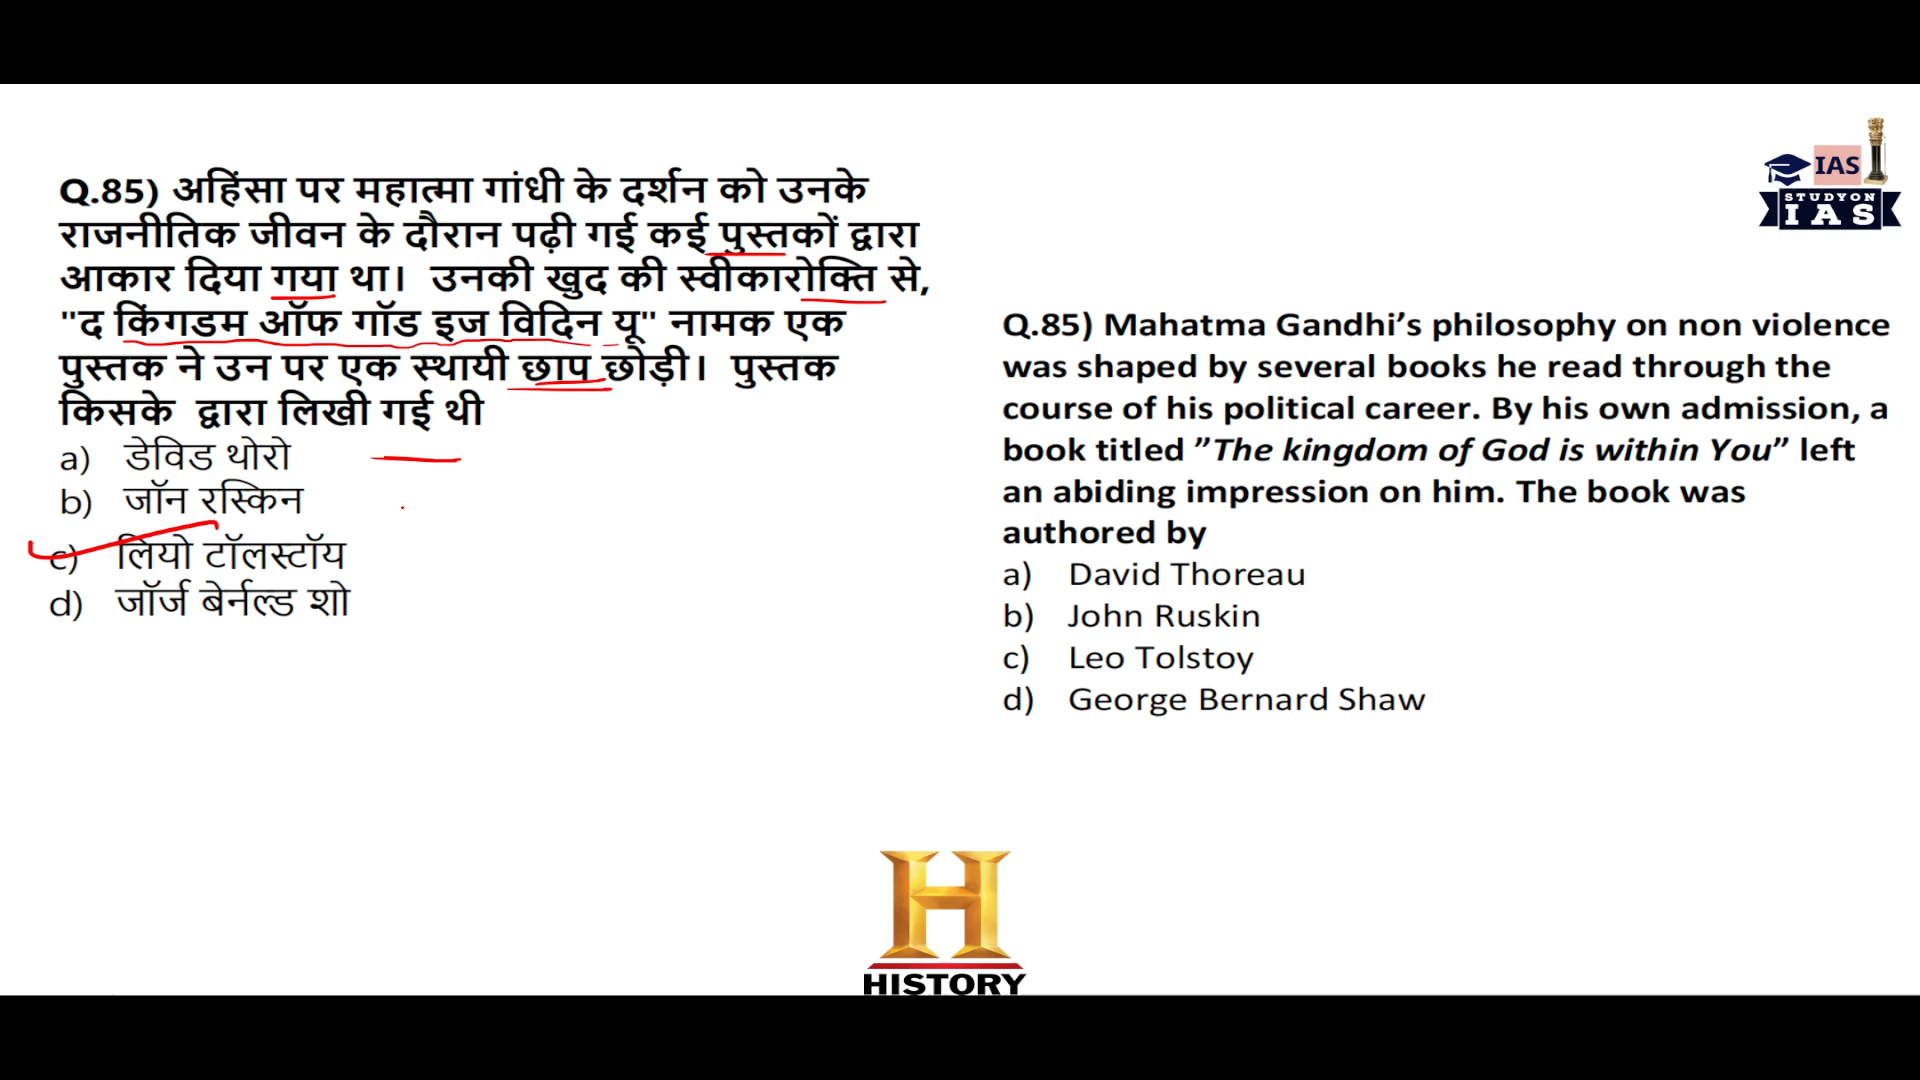 IAS
STUDYON
IAS
Q.85) अहिंसा पर महात्मा गांधी के दर्शन को उनके
राजनीतिक जीवन के दौरान पढ़ी गई कई पुस्तकों द्वारा
आकार दिया गया था। उनकी खुद की स्वीकारोक्ति से,
"द किंगडम ऑफ गॉड इज विदिन यू" नामक एक
पुस्तक ने उन पर एक स्थायी छाप छोड़ी। पुस्तक
किसके द्वारा लिखी गई थी
a) डेविड थोरो
b) जॉन रस्किन
c) लियो टॉलस्टॉय
d) जॉर्ज बेर्नल्ड शो
Q.85) Mahatma Gandhi’s philosophy on non violence
was shaped by several books he read through the
course of his political career. By his own admission, a
book titled ”The kingdom of God is within You” left
an abiding impression on him. The book was
authored by
a) David Thoreau
b) John Ruskin
c) Leo Tolstoy
d) George Bernard Shaw
H
HISTORY